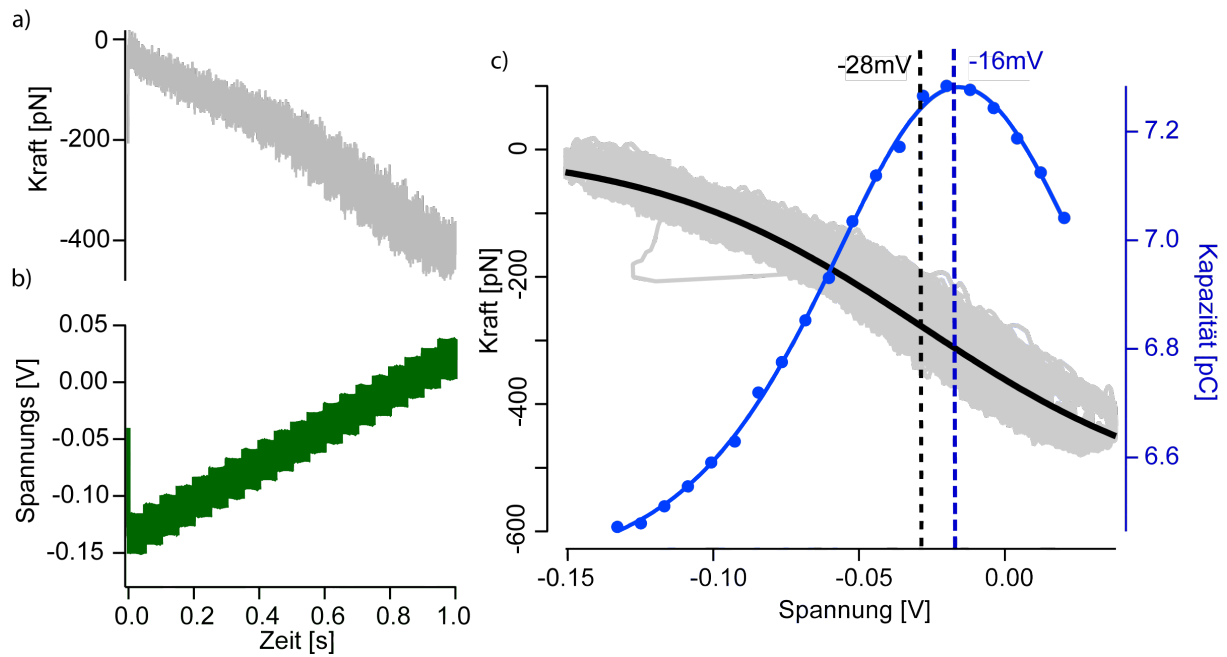 a)
Kraft [pN]
0
-200
-400
b)
Spannungs [V]
0.05
0.00
-0.05
-0.10
-0.15
0.0 0.2 0.4 0.6 0.8 1.0
Zeit [s]
c)
-28mV -16mV
Kraft [pN]
0
-200
-400
-600
-0.15 -0.10 -0.05 0.00
Spannung [V]
7.2
7.0
6.8
6.6
Kapazität [pC]